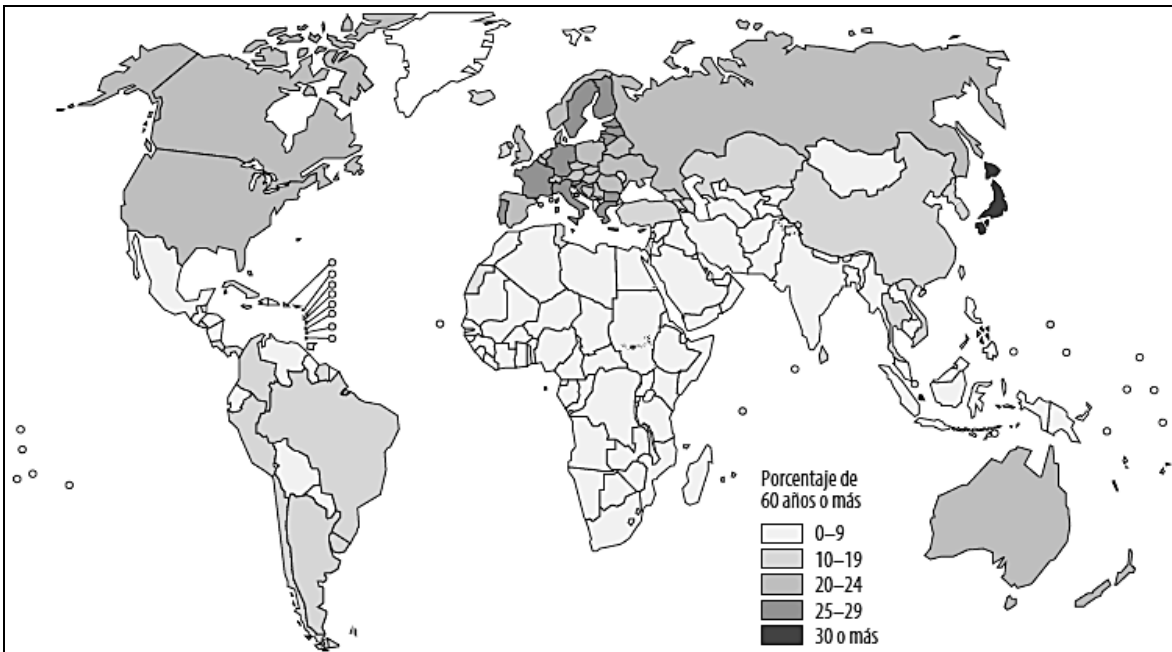 Porcentaje de
60 años o más
0–9
10–19
20–24
25–29
30 o más